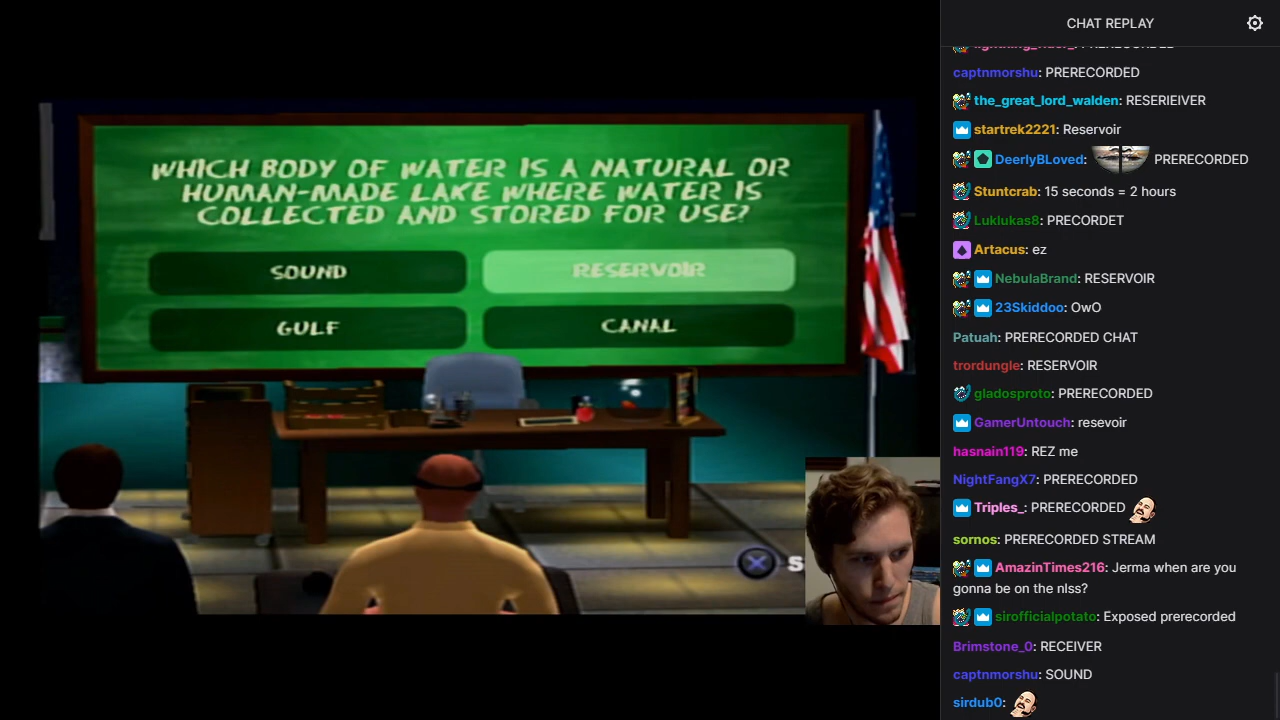 WHICH BODY OF WATER IS A NATURAL OR
HUMAN-MADE LAKE WHERE WATER IS
COLLECTED AND STORED FOR USE?
SOUND
RESERVOIR
GULF
CANAL
CHAT REPLAY
captnmorshu: PRERECORDED
the_great_lord_walden: RESERIEIVER
startrek2221: Reservoir
DeerlyBLoved: PRERECORDED
Stuntcrab: 15 seconds = 2 hours
Luklukas8: PRECORDET
Artacus: ez
NebulaBrand: RESERVOIR
23Skiddoo: OwO
Patuah: PRERECORDED CHAT
trordungle: RESERVOIR
gladosproto: PRERECORDED
GamerUntouch: resevoir
hasnain119: REZ me
NightFangX7: PRERECORDED
Triples_: PRERECORDED
sornos: PRERECORDED STREAM
AmazinTimes216: Jerma when are you
gonna be on the nlss?
sirofficialpotato: Exposed prerecorded
Brimstone_0: RECEIVER
captnmorshu: SOUND
sirdub0: